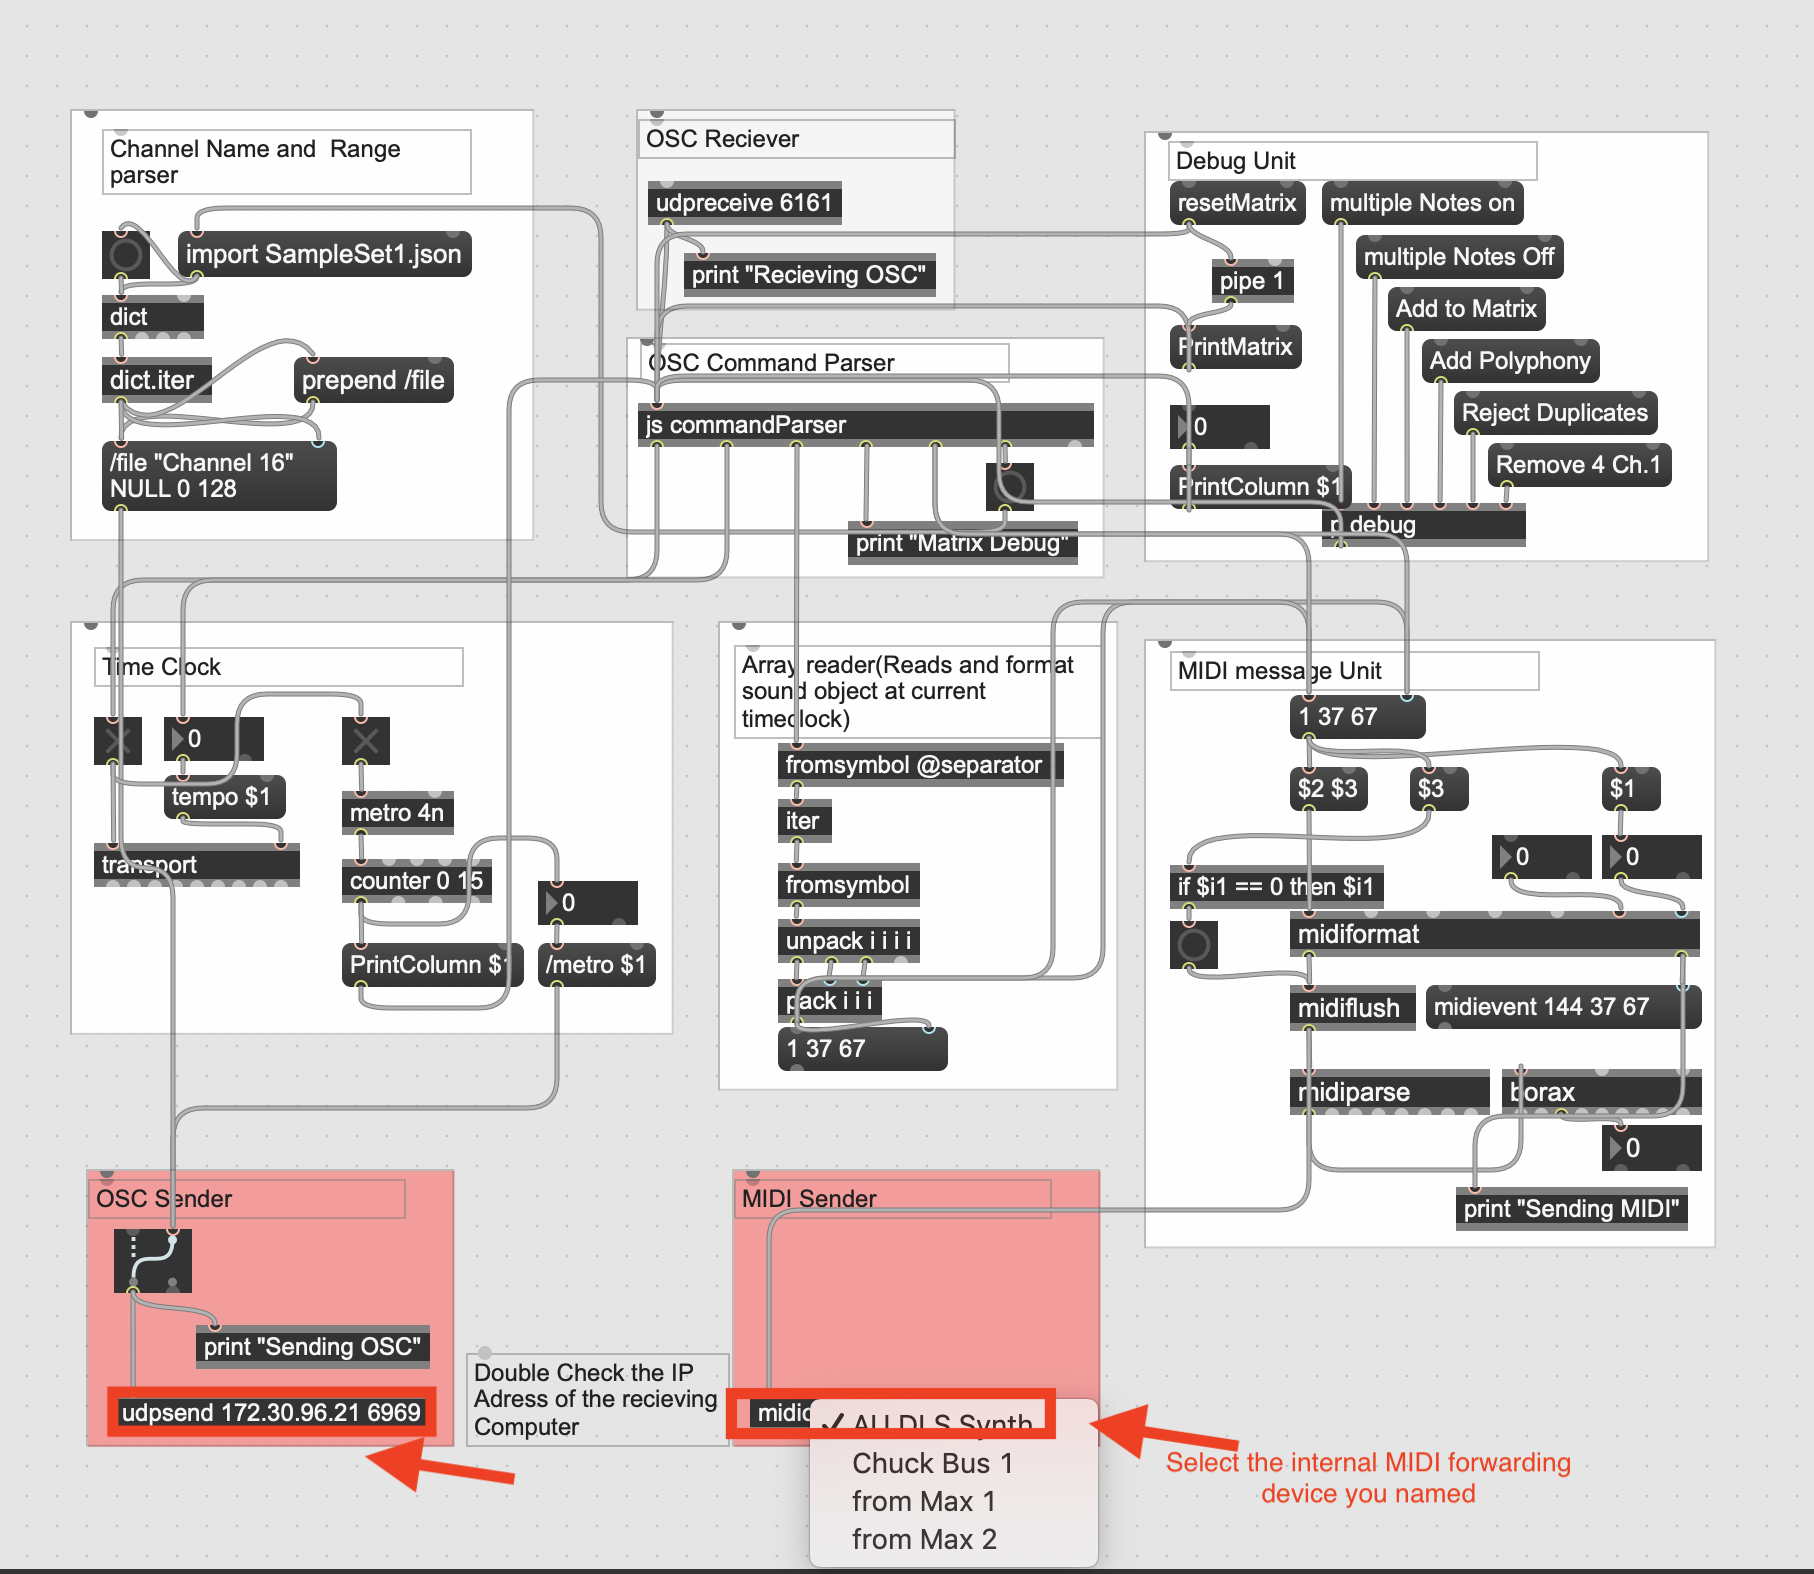 Channel Name and  Range
parser
import SampleSet1.json
dict
dict.iter
prepend /file
/file "Channel 16"
NULL 0 128
OSC Reciever
udpreceive 6161
print "Recieving OSC"
OSC Command Parser
js commandParser
print "Matrix Debug"
Debug Unit
resetMatrix
multiple Notes on
multiple Notes Off
pipe 1
Add to Matrix
PrintMatrix
Add Polyphony
0
Reject Duplicates
Remove 4 Ch.1
PrintColumn $1
p debug
Time Clock
0
tempo $1
transport
metro 4n
counter 0 15
0
PrintColumn $1
/metro $1
Array reader(Reads and format
sound object at current
timeclock)
fromsymbol @separator
iter
fromsymbol
unpack i i i i
pack i i i
1 37 67
MIDI message Unit
1 37 67
$2 $3
$3
$1
0
0
if $i1 == 0 then $i1
midiformat
midiflush
midievent 144 37 67
midiparse
borax
0
print "Sending MIDI"
OSC Sender
print "Sending OSC"
udpsend 172.30.96.21 6969
Double Check the IP
Adress of the recieving
Computer
MIDI Sender
✓ AU DLS Synth
Chuck Bus 1
from Max 1
from Max 2
Select the internal MIDI forwarding
device you named